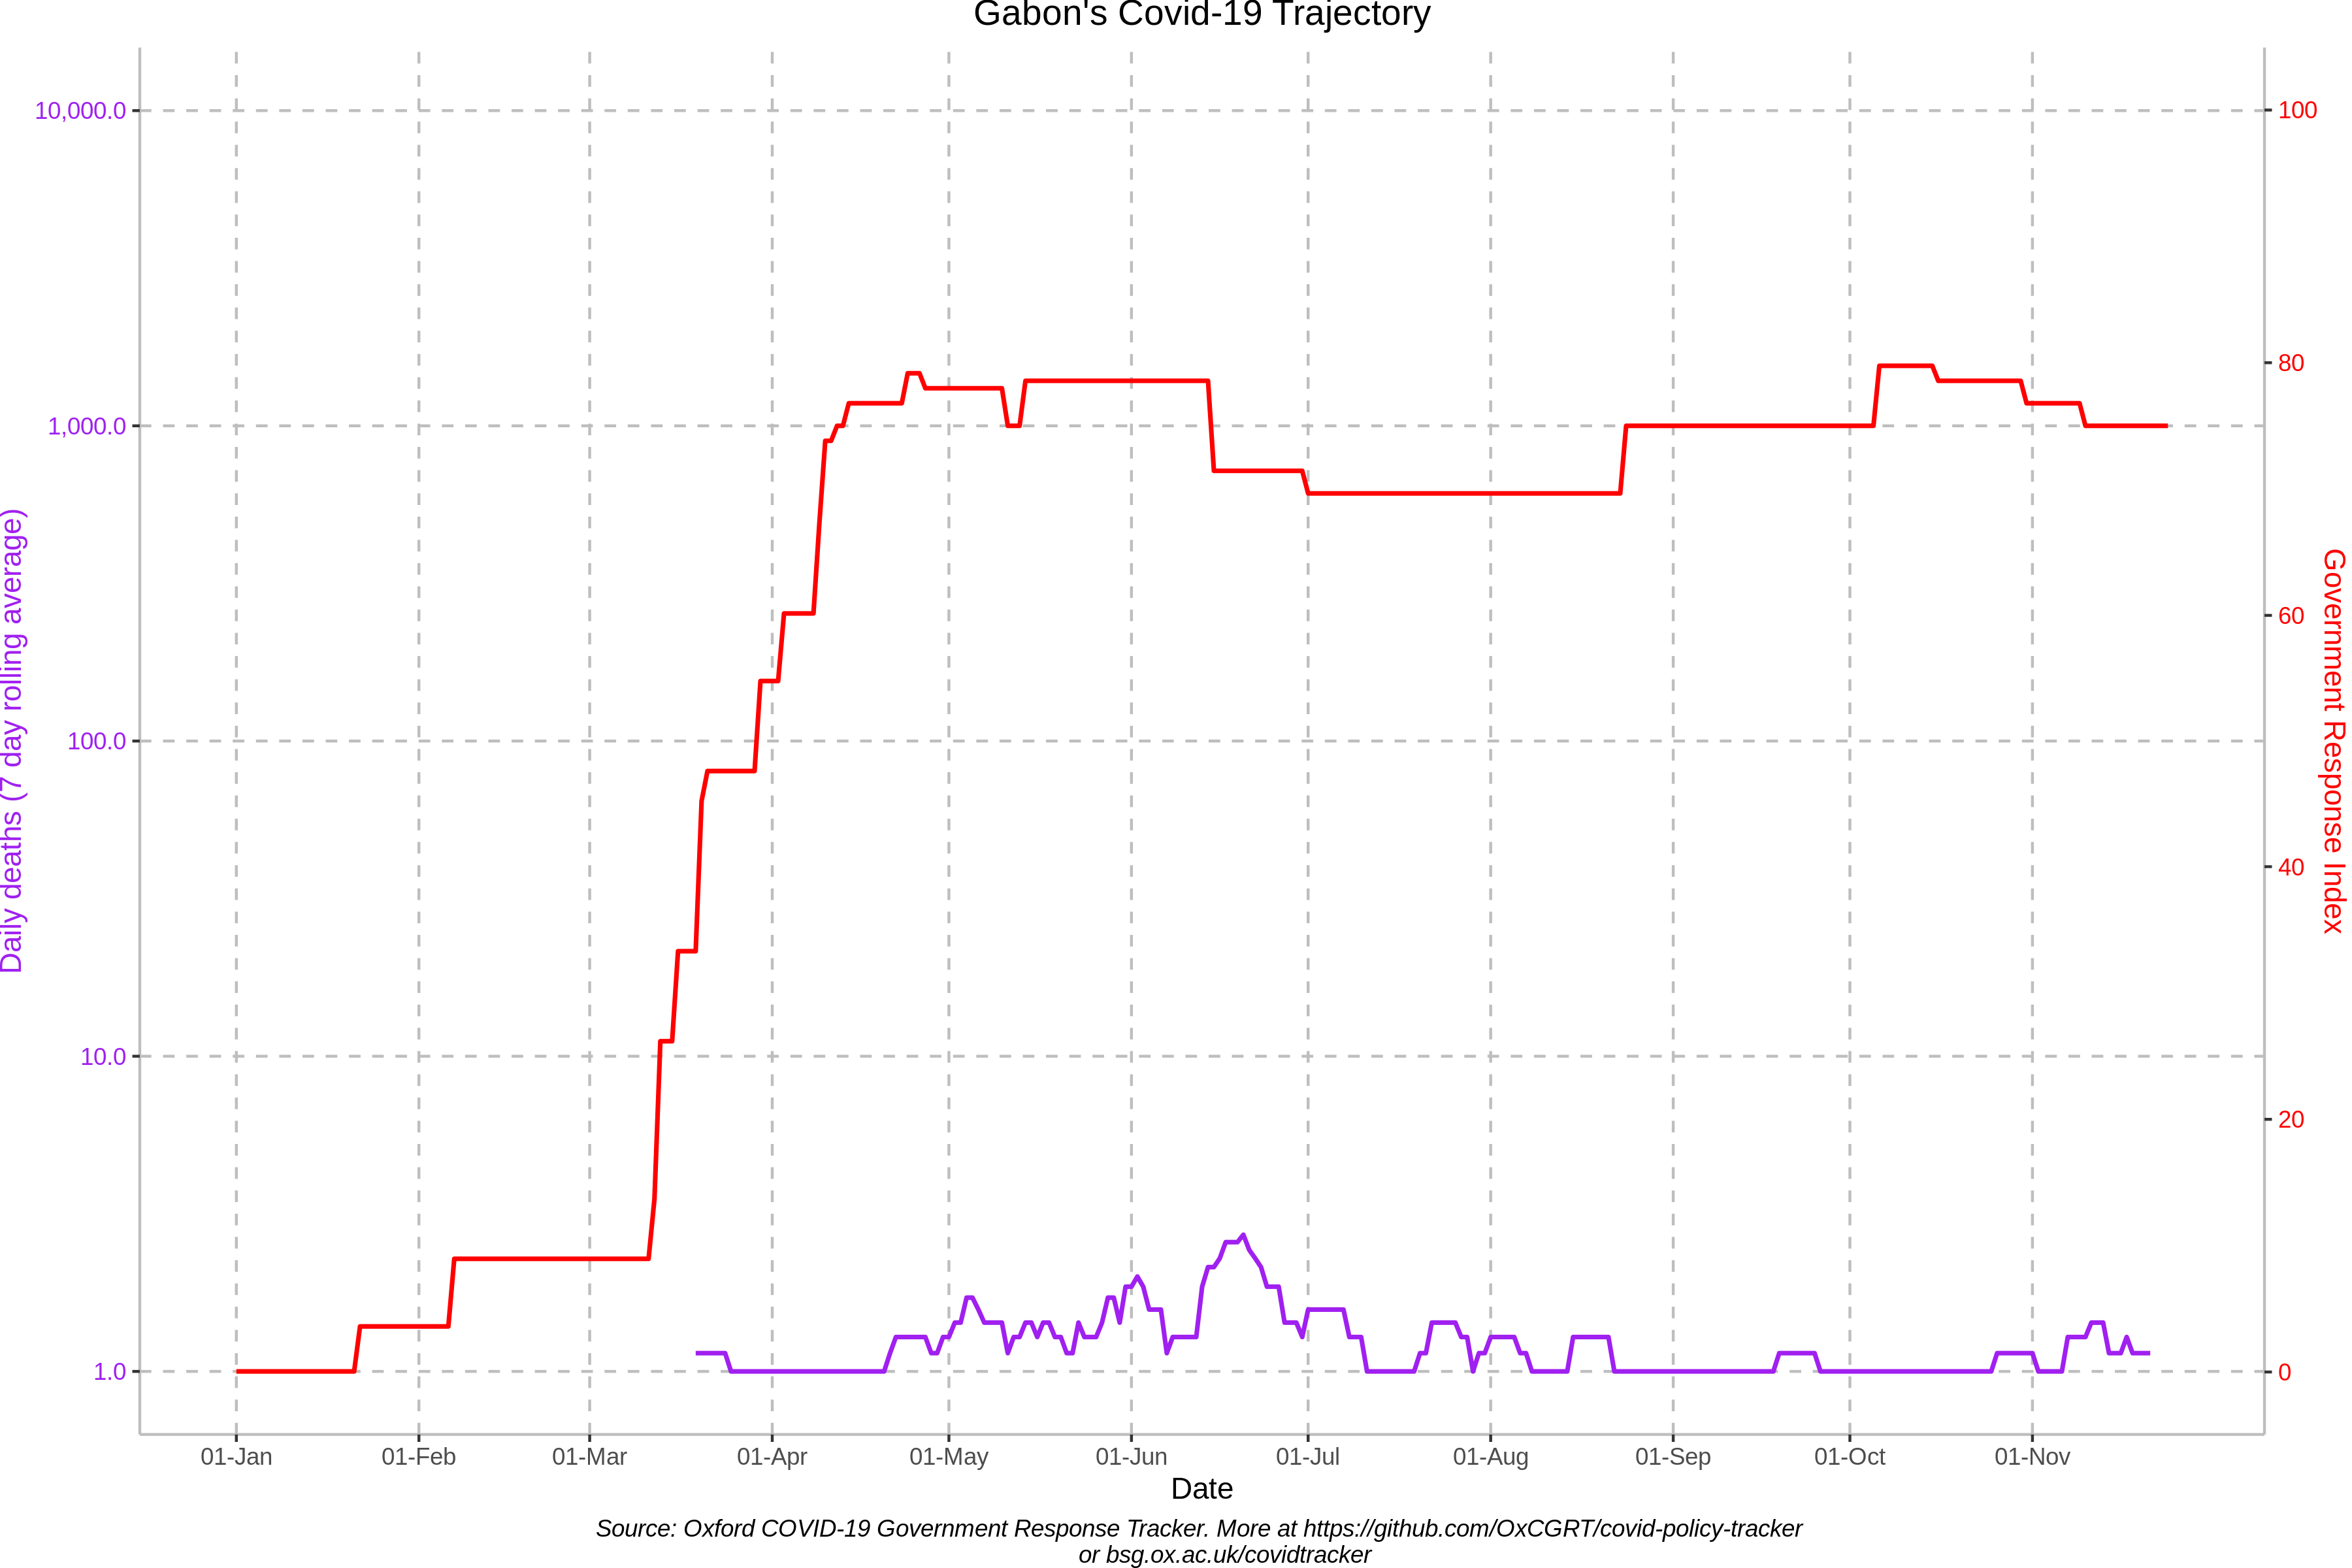 Gabon's Covid-19 Trajectory
Daily deaths (7 day rolling average)
10,000.0
1,000.0
100.0
10.0
1.0
100
80
60
40
20
0
Government Response Index
01-Jan 01-Feb 01-Mar 01-Apr 01-May 01-Jun 01-Jul 01-Aug 01-Sep 01-Oct 01-Nov
Date
Source: Oxford COVID-19 Government Response Tracker. More at https://github.com/OxCGRT/covid-policy-tracker
or bsg.ox.ac.uk/covidtracker